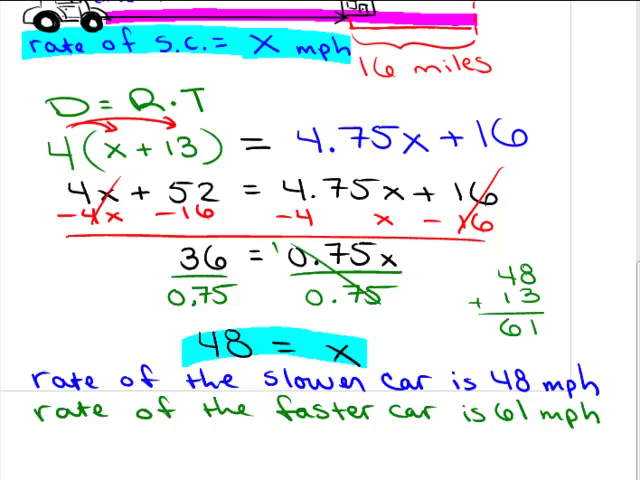 rate of s.c. = x mph
16 miles
D = R·T
4(x + 13) = 4.75x + 16
4x + 52 = 4.75x + 16
-4x -16 -4 x - 16
36 = 0.75x
1
0.75 0.75
48
+ 13
61
48 = x
rate of the slower car is 48 mph
rate of the faster car is 61 mph